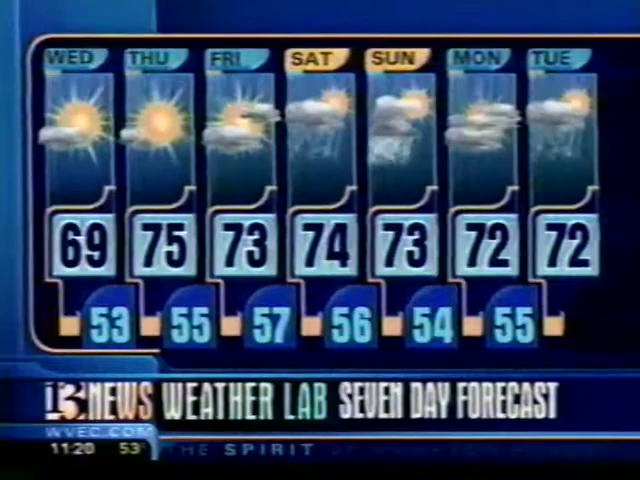 WED THU FRI SAT SUN MON TUE
69 75 73 74 73 72 72
53 55 57 56 54 55
13NEWS WEATHER LAB SEVEN DAY FORECAST
WVEC.COM
11:20 53° THE SPIRIT OF